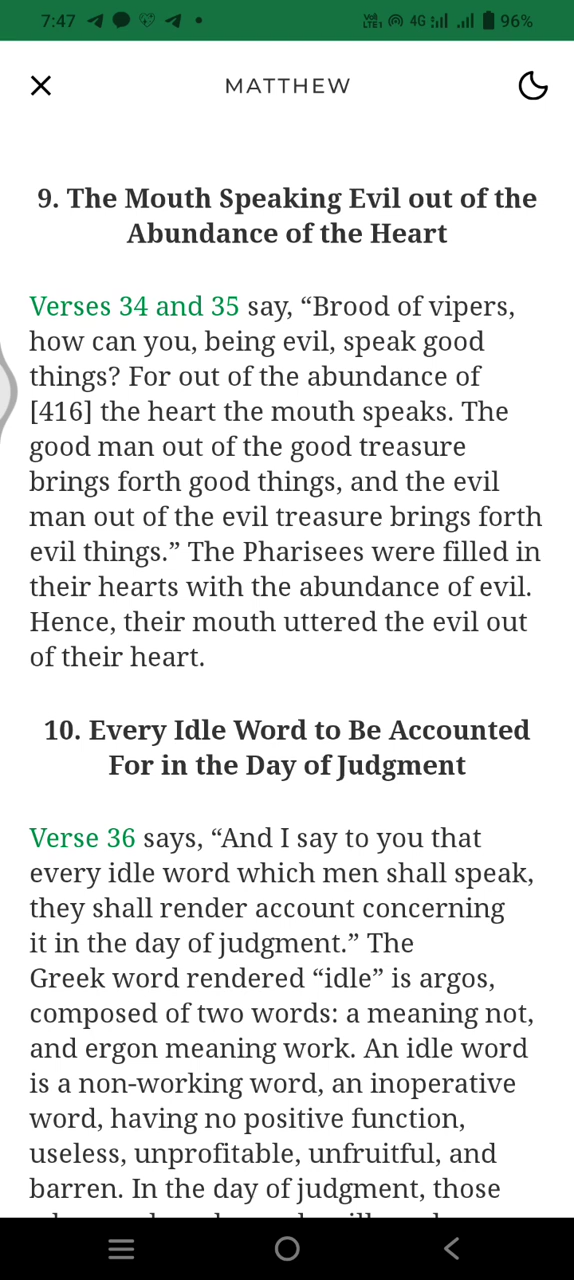 7:47
4G
96%
MATTHEW
9. The Mouth Speaking Evil out of the
Abundance of the Heart
Verses 34 and 35 say, “Brood of vipers,
how can you, being evil, speak good
things? For out of the abundance of
[416] the heart the mouth speaks. The
good man out of the good treasure
brings forth good things, and the evil
man out of the evil treasure brings forth
evil things.” The Pharisees were filled in
their hearts with the abundance of evil.
Hence, their mouth uttered the evil out
of their heart.
10. Every Idle Word to Be Accounted
For in the Day of Judgment
Verse 36 says, “And I say to you that
every idle word which men shall speak,
they shall render account concerning
it in the day of judgment.” The
Greek word rendered “idle” is argos,
composed of two words: a meaning not,
and ergon meaning work. An idle word
is a non-working word, an inoperative
word, having no positive function,
useless, unprofitable, unfruitful, and
barren. In the day of judgment, those